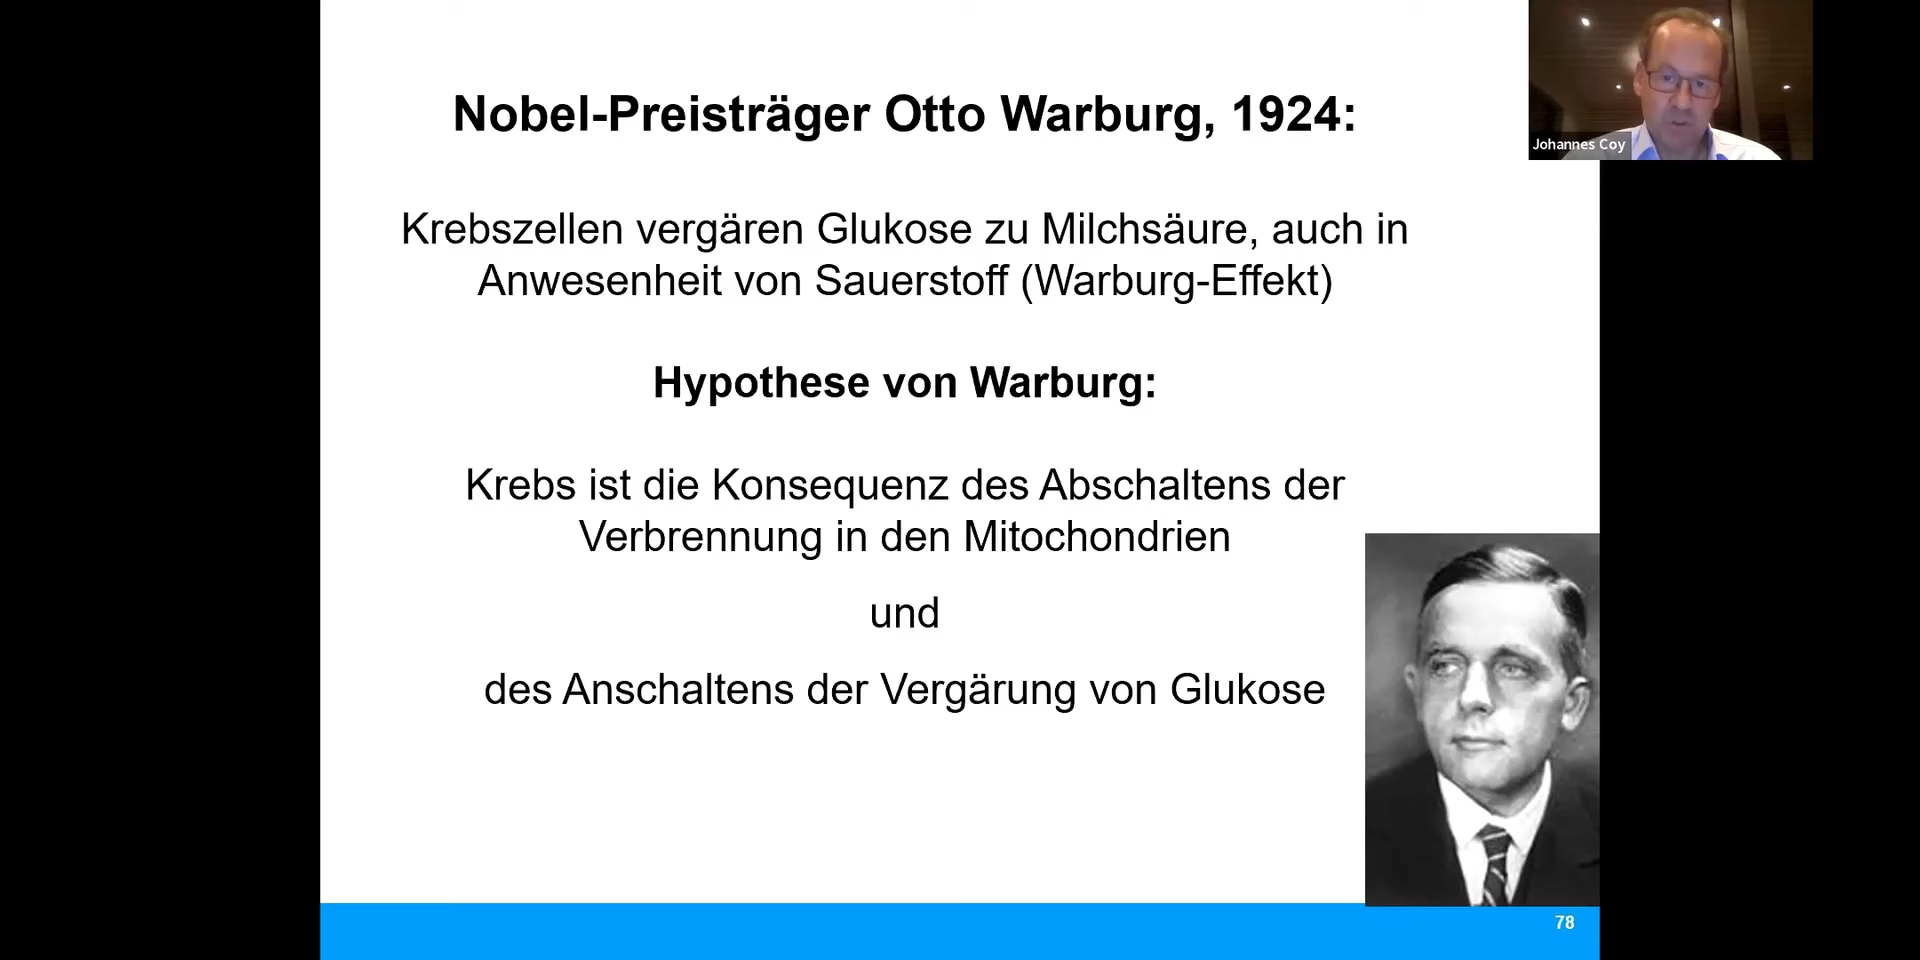 Nobel-Preisträger Otto Warburg, 1924:
Krebszellen vergären Glukose zu Milchsäure, auch in
Anwesenheit von Sauerstoff (Warburg-Effekt)
Hypothese von Warburg:
Krebs ist die Konsequenz des Abschaltens der
Verbrennung in den Mitochondrien
und
des Anschaltens der Vergärung von Glukose
Johannes Coy
78